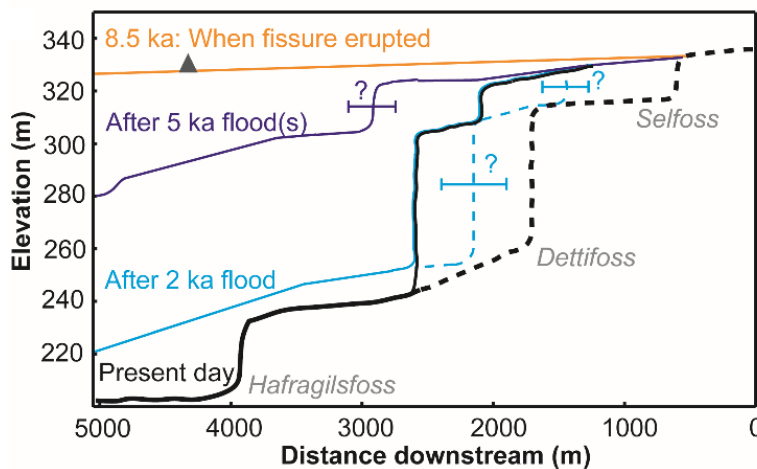 340
8.5 ka: When fissure erupted
320
?
?
After 5 ka flood(s)
Selfoss
300
?
280
Elevation (m)
260
Dettifoss
After 2 ka flood
240
220
Present day
Hafragilsfoss
5000 4000 3000 2000 1000 0
Distance downstream (m)